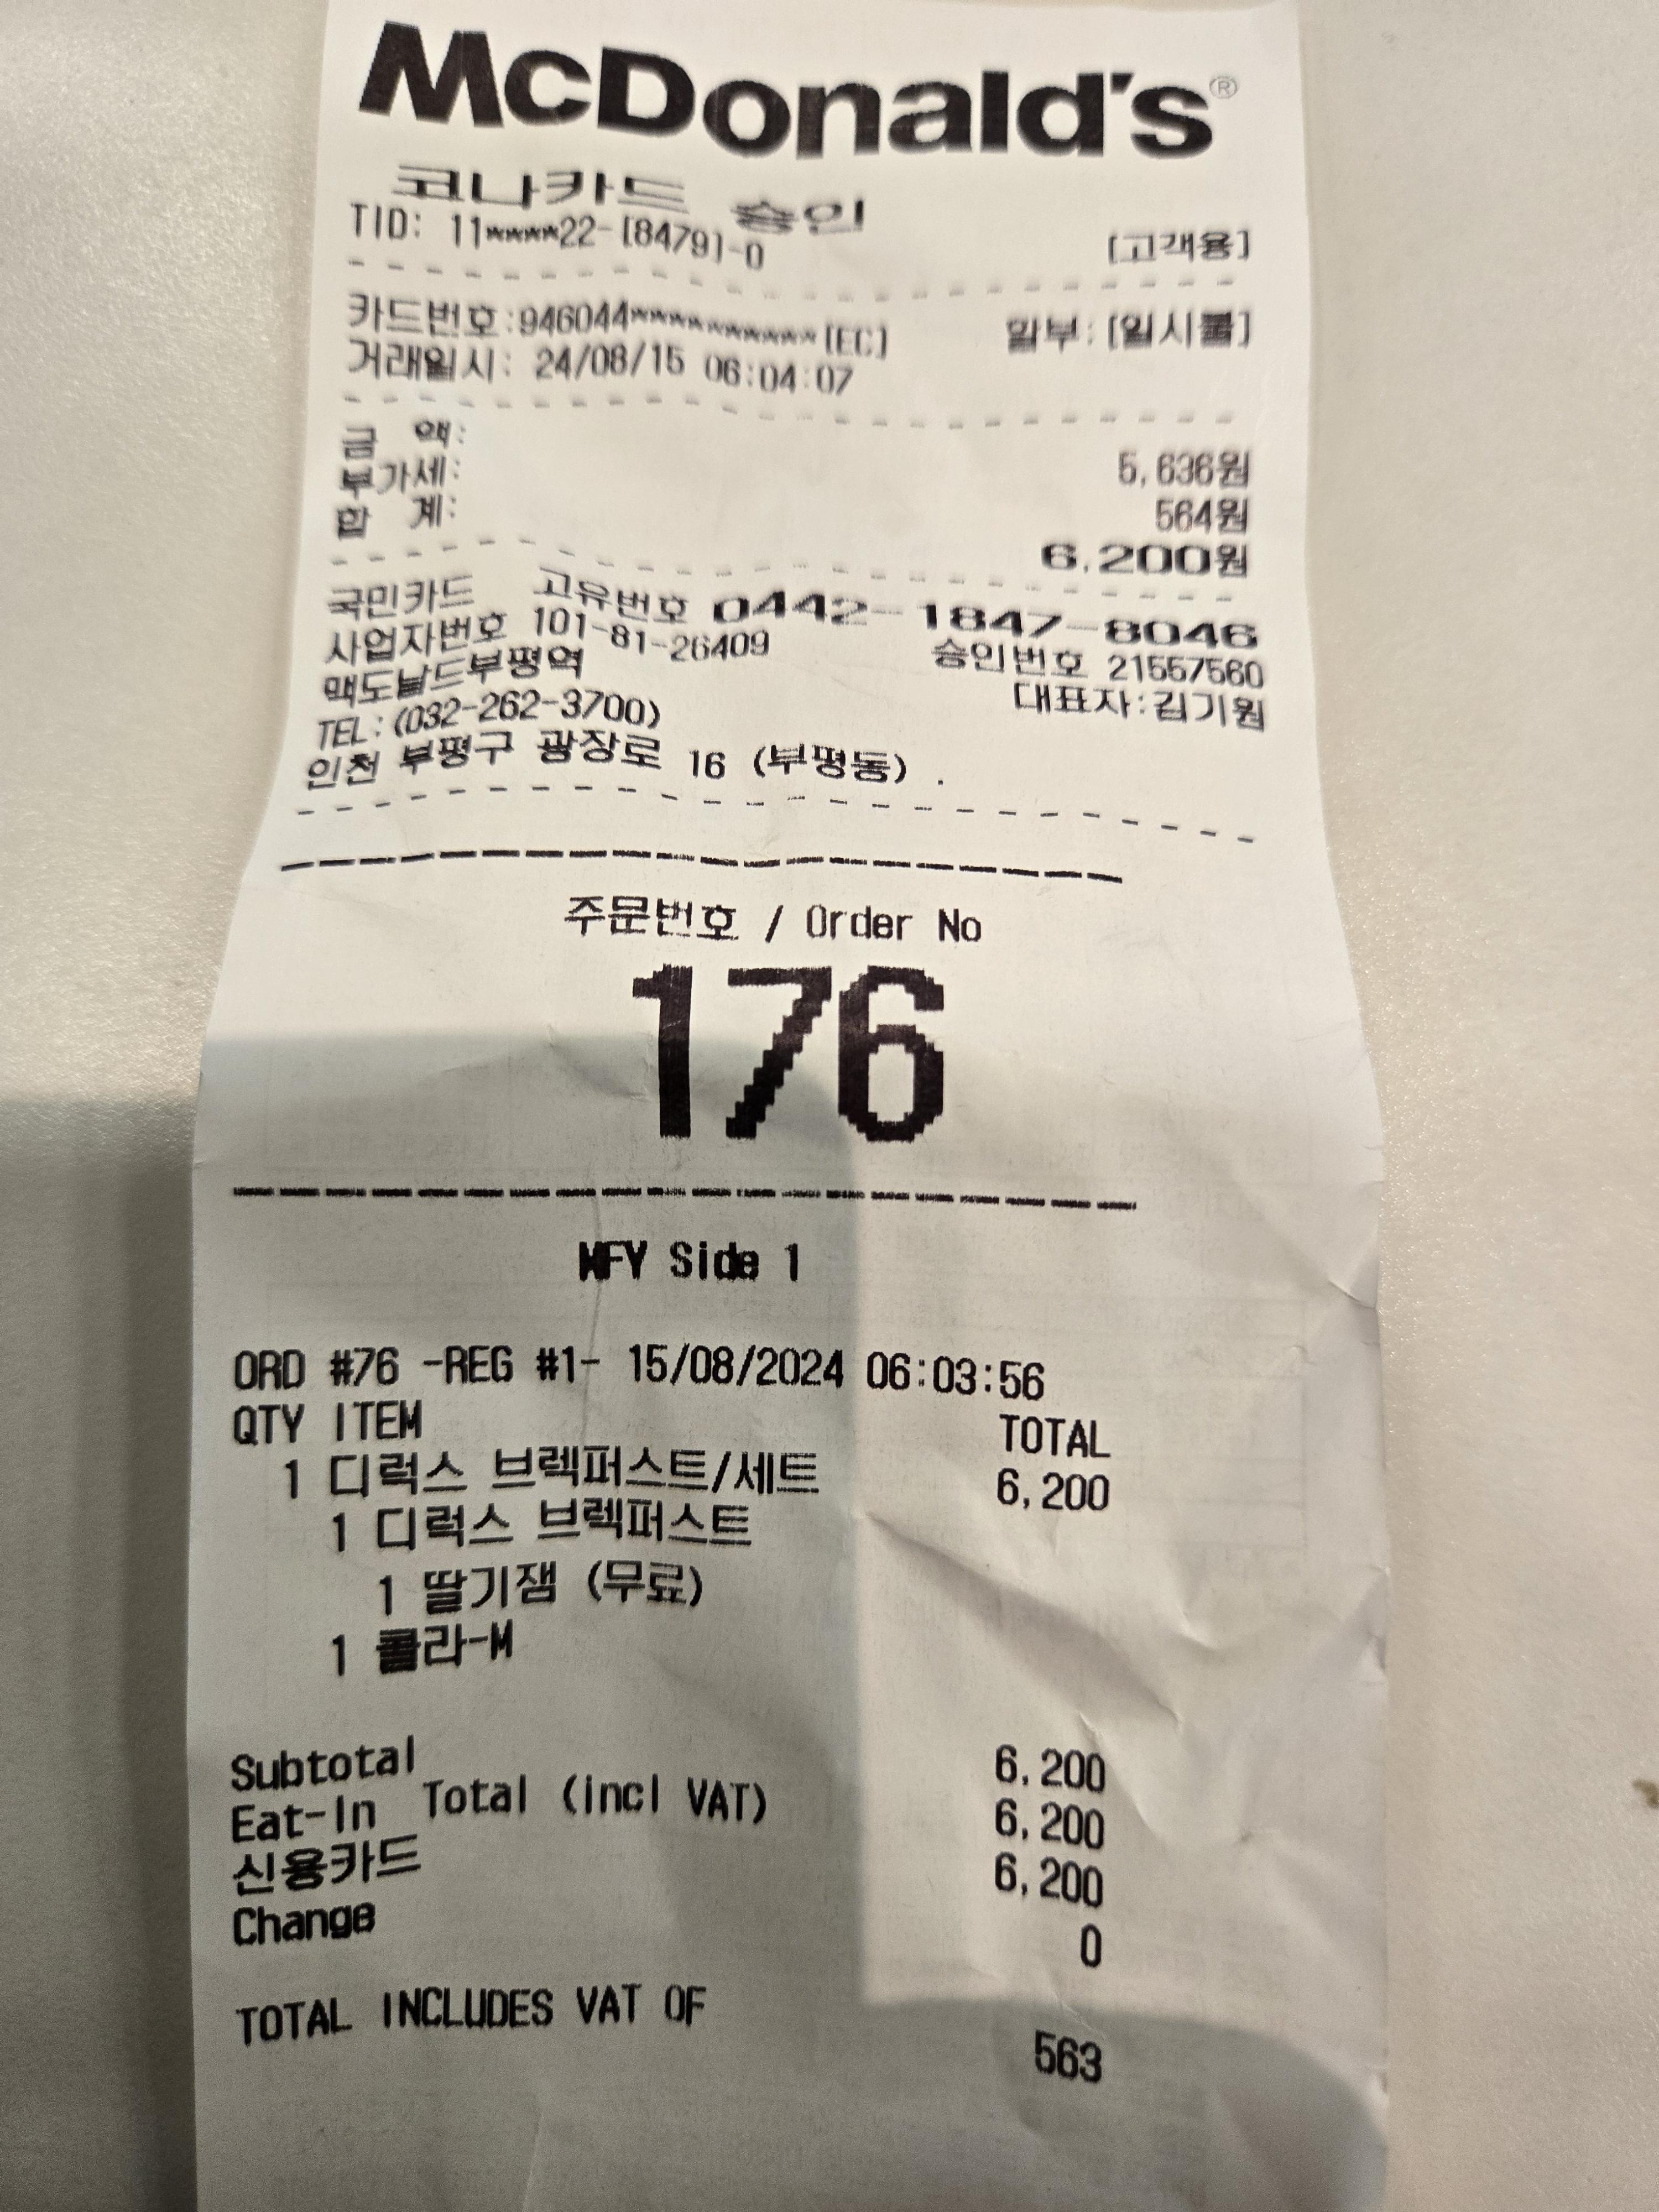 McDonald's®
코나카드 승인
TID: 11****22-[8479]-0 [고객용]
카드번호:946044********** [EC] 할부:[일시불]
거래일시: 24/08/15 06:04:07
금 액: 5,636원
부가세: 564원
합 계: 6,200원
국민카드 고유번호 0442-1847-8046
사업자번호 101-81-26409 승인번호 21557560
맥도날드부평역 대표자:김기원
TEL:(032-262-3700)
인천 부평구 광장로 16 (부평동) .
주문번호 / Order No
176
MFY Side 1
ORD #76 -REG #1- 15/08/2024 06:03:56
QTY ITEM TOTAL
1 디럭스 브렉퍼스트/세트 6,200
1 디럭스 브렉퍼스트
1 딸기잼 (무료)
1 콜라-M
Subtotal 6,200
Eat-In Total (incl VAT) 6,200
신용카드 6,200
Change 0
TOTAL INCLUDES VAT OF 563